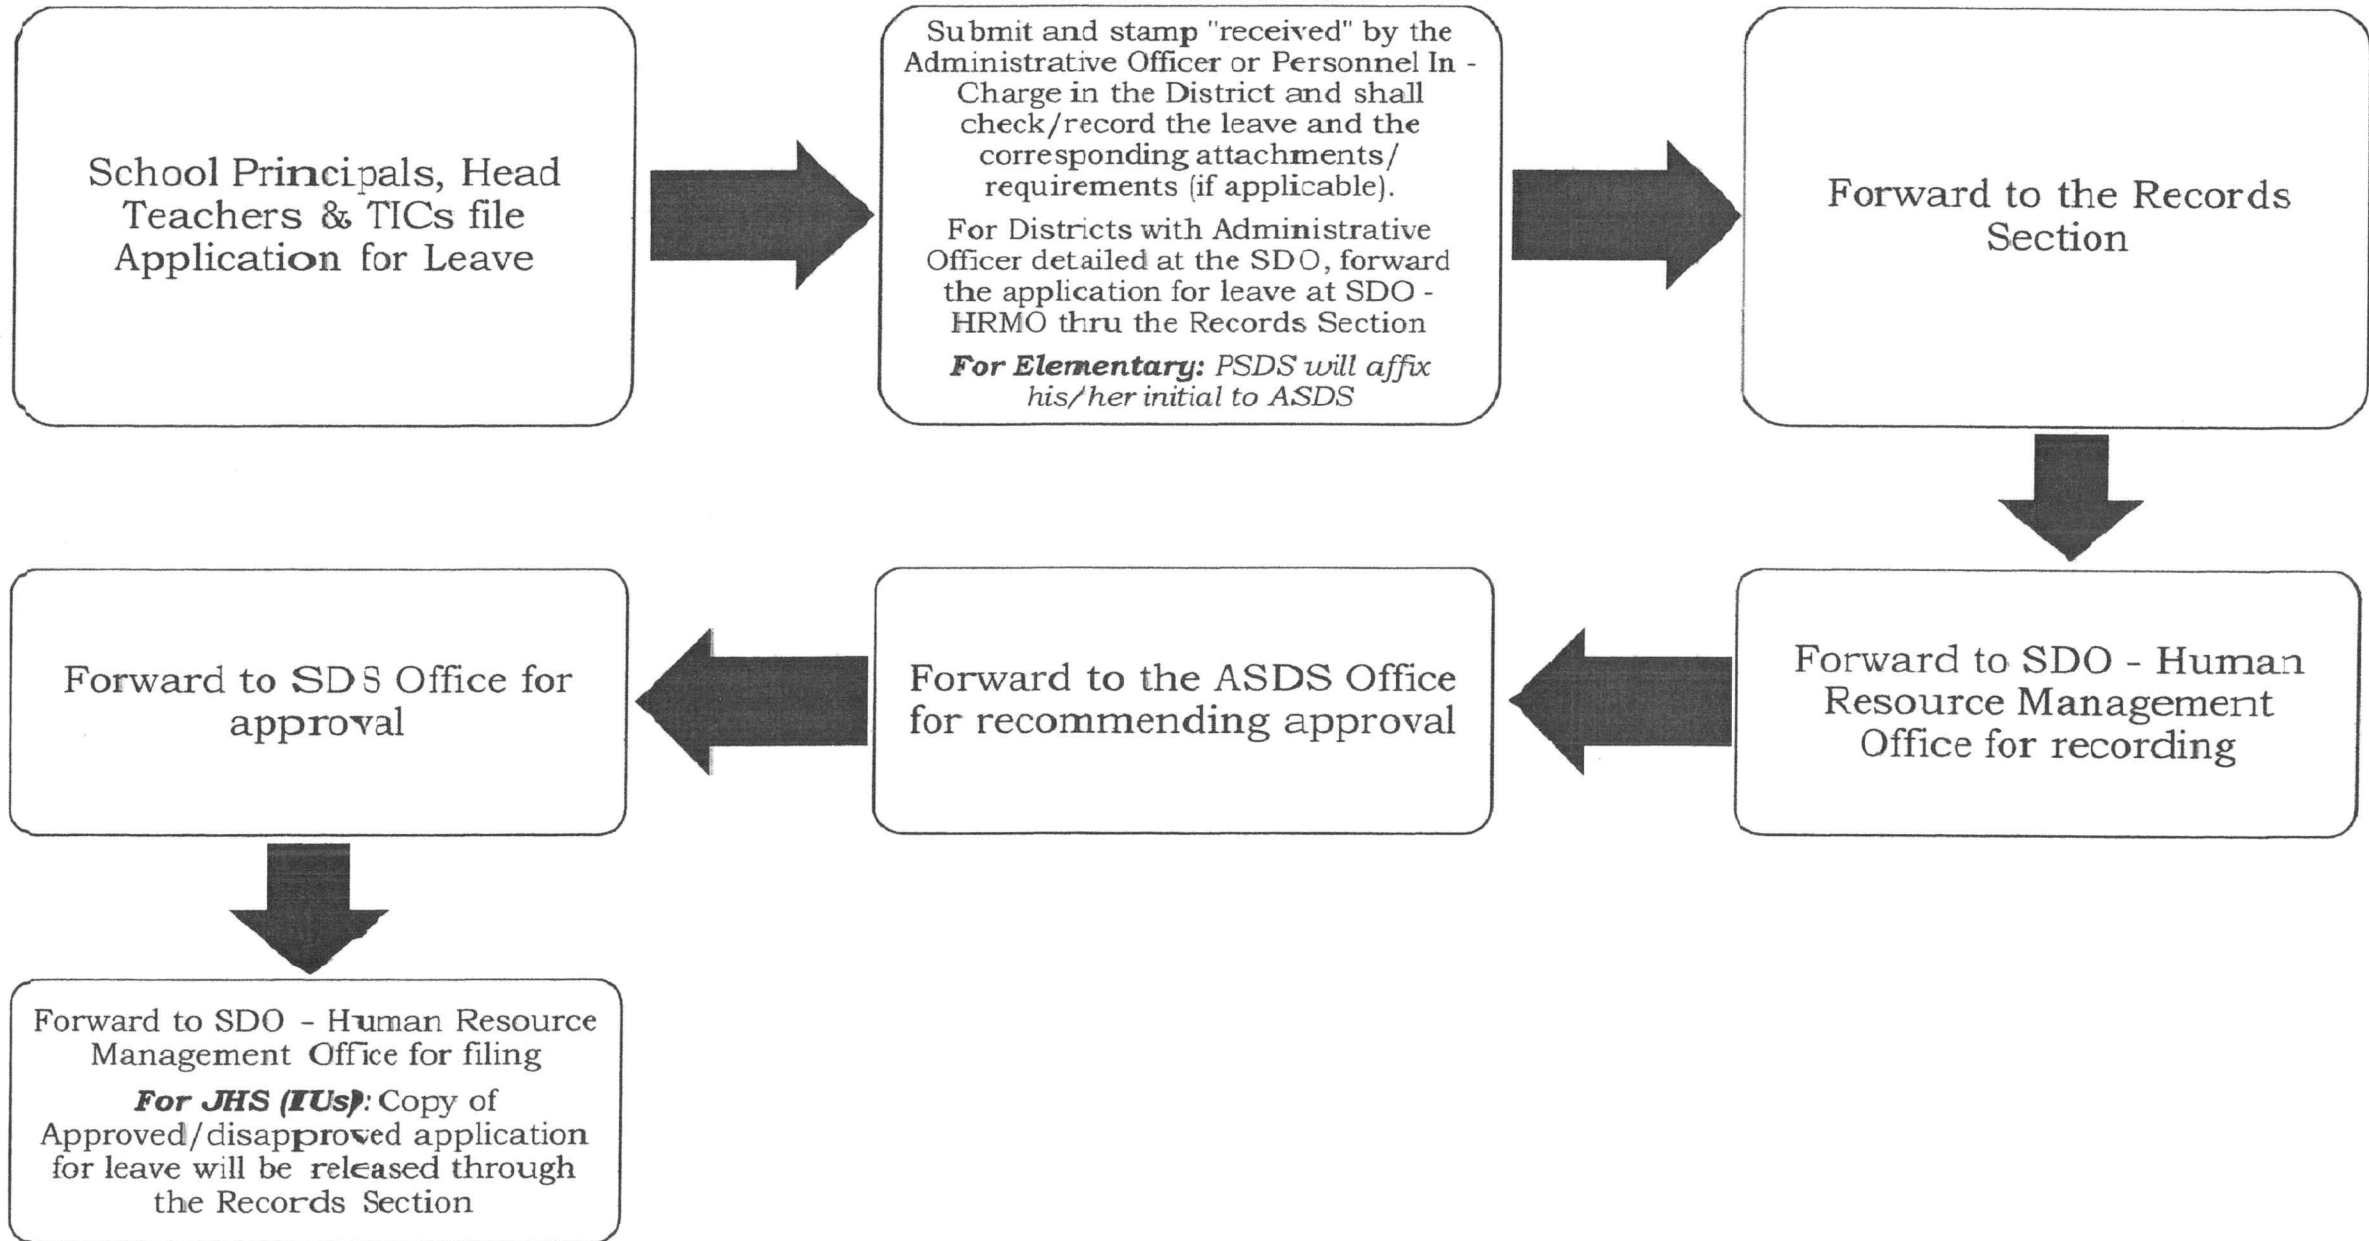 School Principals, Head
Teachers & TICs file
Application for Leave
Submit and stamp "received" by the
Administrative Officer or Personnel In -
Charge in the District and shall
check/record the leave and the
corresponding attachments/
requirements (if applicable).
For Districts with Administrative
Officer detailed at the SDO, forward
the application for leave at SDO -
HRMO thru the Records Section
For Elementary: PSDS will affix
his/her initial to ASDS
Forward to the Records
Section
Forward to SDO - Human
Resource Management
Office for recording
Forward to the ASDS Office
for recommending approval
Forward to SDS Office for
approval
Forward to SDO - Human Resource
Management Office for filing
For JHS (IUs): Copy of
Approved/disapproved application
for leave will be released through
the Records Section